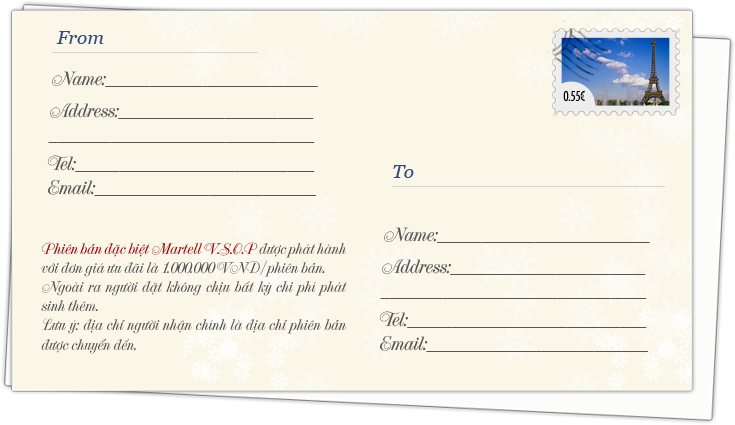 From
Name:
Address:
Tel:
Email:
Phiên bản đặc biệt Martell V.S.O.P được phát hành
với đơn giá ưu đãi là 1.000.000 VND/phiên bản.
Ngoài ra người đặt không chịu bất kỳ chi phí phát
sinh thêm.
Lưu ý: địa chỉ người nhận chính là địa chỉ phiên bản
được chuyển đến.
0.55€
To
Name:
Address:
Tel:
Email: